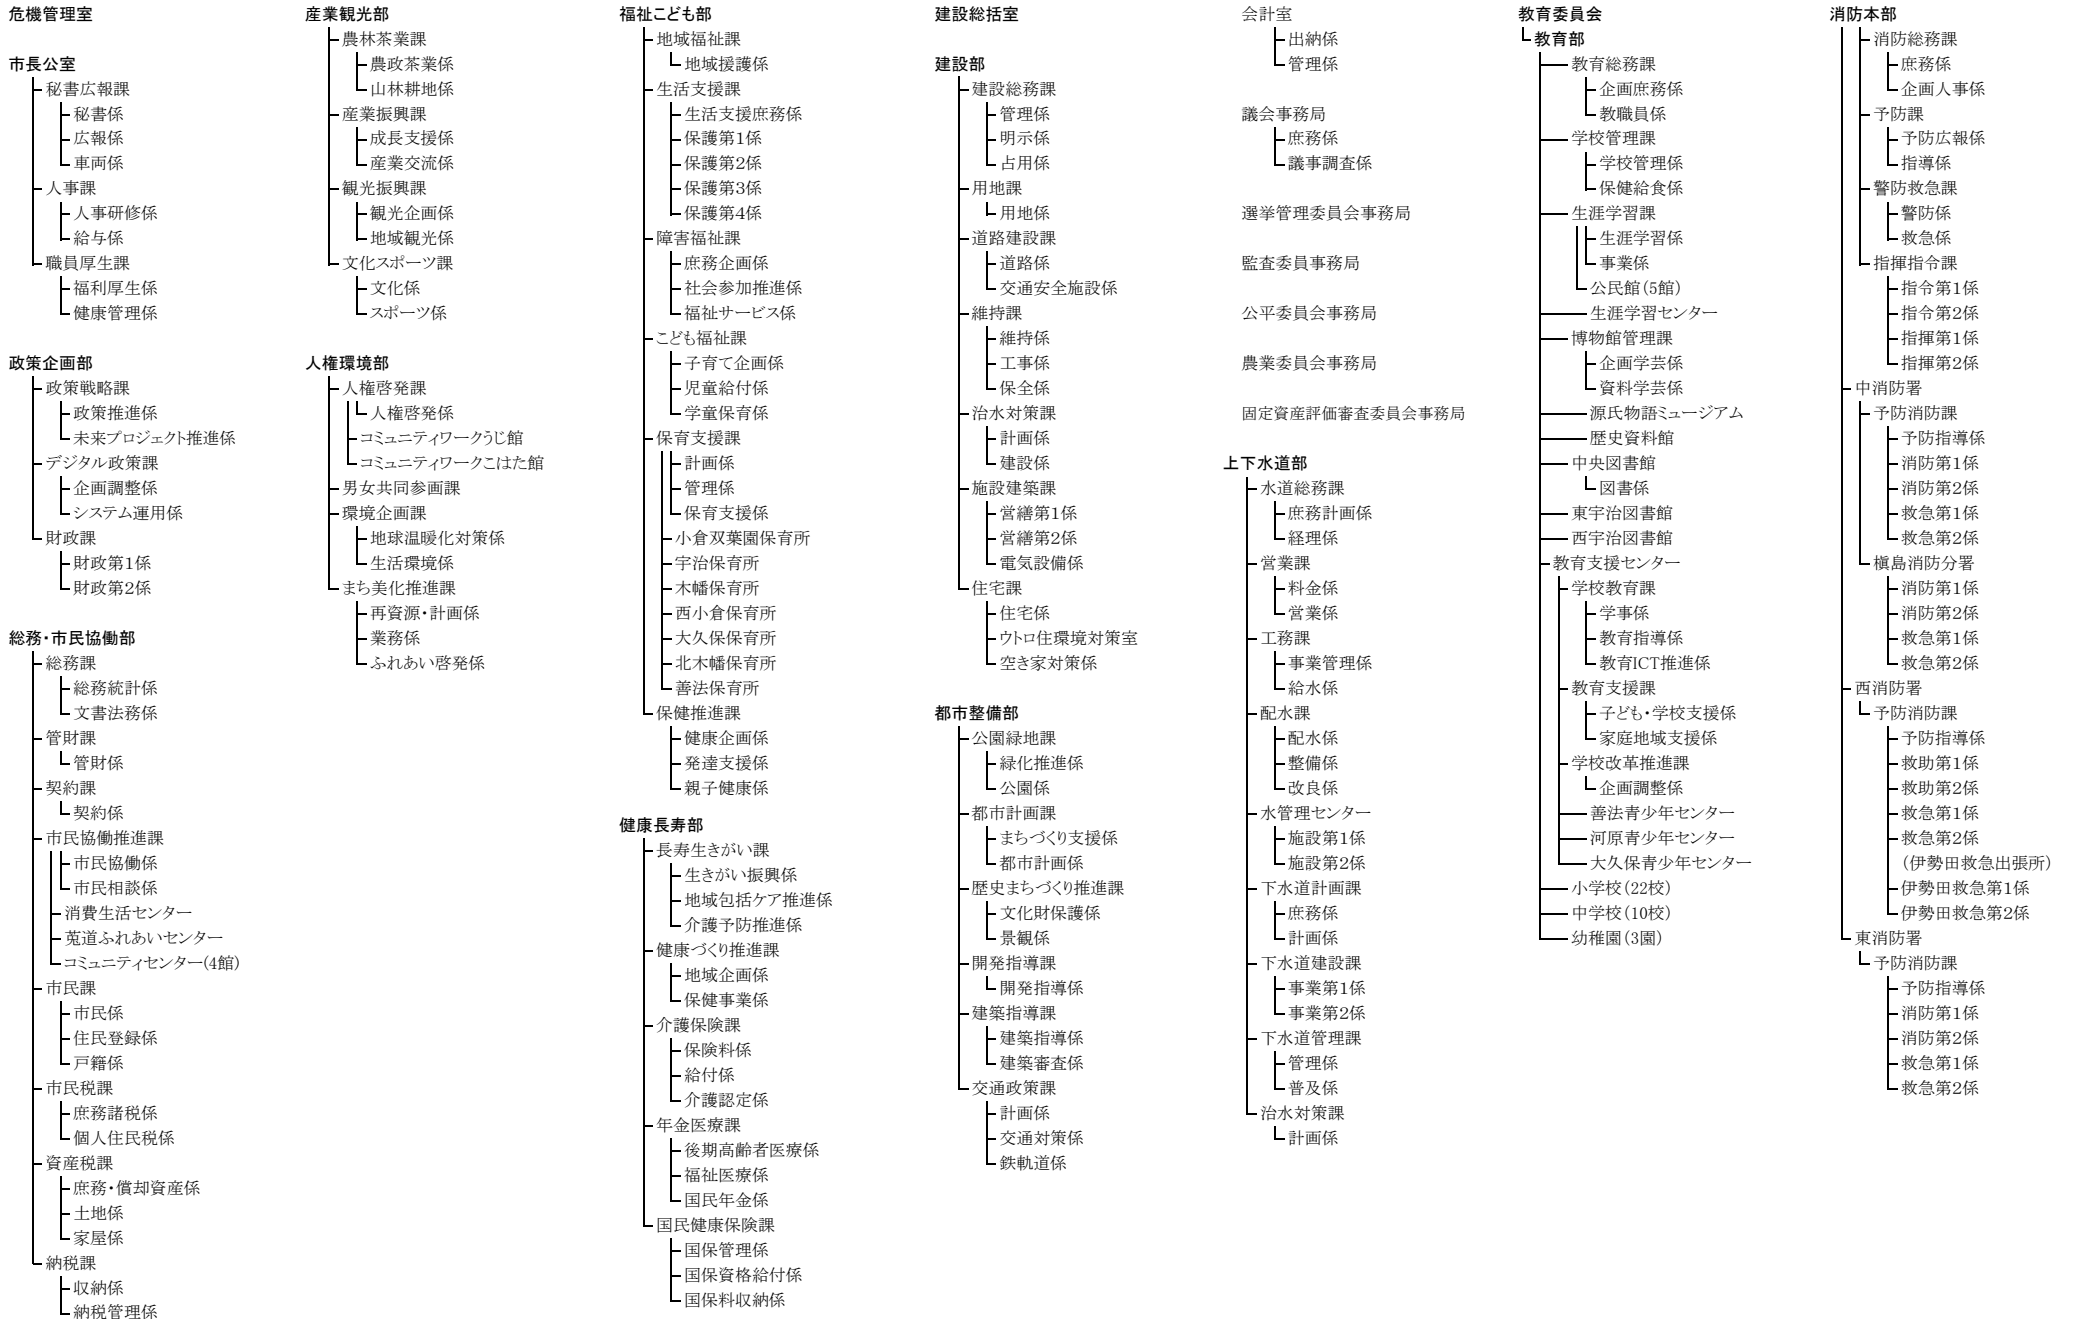 危機管理室
市長公室
秘書広報課
秘書係
広報係
車両係
人事課
人事研修係
給与係
職員厚生課
福利厚生係
健康管理係
政策企画部
政策戦略課
政策推進係
未来プロジェクト推進係
デジタル政策課
企画調整係
システム運用係
財政課
財政第1係
財政第2係
総務・市民協働部
総務課
総務統計係
文書法務係
管財課
管財係
契約課
契約係
市民協働推進課
市民協働係
市民相談係
消費生活センター
菟道ふれあいセンター
コミュニティセンター(4館)
市民課
市民係
住民登録係
戸籍係
市民税課
庶務諸税係
個人住民税係
資産税課
庶務・償却資産係
土地係
家屋係
納税課
収納係
納税管理係
産業観光部
農林茶業課
農政茶業係
山林耕地係
産業振興課
成長支援係
産業交流係
観光振興課
観光企画係
地域観光係
文化スポーツ課
文化係
スポーツ係
人権環境部
人権啓発課
人権啓発係
コミュニティワークうじ館
コミュニティワークこはた館
男女共同参画課
環境企画課
地球温暖化対策係
生活環境係
まち美化推進課
再資源・計画係
業務係
ふれあい啓発係
福祉こども部
地域福祉課
地域援護係
生活支援課
生活支援庶務係
保護第1係
保護第2係
保護第3係
保護第4係
障害福祉課
庶務企画係
社会参加推進係
福祉サービス係
こども福祉課
子育て企画係
児童給付係
学童保育係
保育支援課
計画係
管理係
保育支援係
小倉双葉園保育所
宇治保育所
木幡保育所
西小倉保育所
大久保保育所
北木幡保育所
善法保育所
保健推進課
健康企画係
発達支援係
親子健康係
健康長寿部
長寿生きがい課
生きがい振興係
地域包括ケア推進係
介護予防推進係
健康づくり推進課
地域企画係
保健事業係
介護保険課
保険料係
給付係
介護認定係
年金医療課
後期高齢者医療係
福祉医療係
国民年金係
国民健康保険課
国保管理係
国保資格給付係
国保料収納係
建設総括室
建設部
建設総務課
管理係
明示係
占用係
用地課
用地係
道路建設課
道路係
交通安全施設係
維持課
維持係
工事係
保全係
治水対策課
計画係
建設係
施設建築課
営繕第1係
営繕第2係
電気設備係
住宅課
住宅係
ウトロ住環境対策室
空き家対策係
都市整備部
公園緑地課
緑化推進係
公園係
都市計画課
まちづくり支援係
都市計画係
歴史まちづくり推進課
文化財保護係
景観係
開発指導課
開発指導係
建築指導課
建築指導係
建築審査係
交通政策課
計画係
交通対策係
鉄軌道係
会計室
出納係
管理係
議会事務局
庶務係
議事調査係
選挙管理委員会事務局
監査委員事務局
公平委員会事務局
農業委員会事務局
固定資産評価審査委員会事務局
上下水道部
水道総務課
庶務計画係
経理係
営業課
料金係
営業係
工務課
事業管理係
給水係
配水課
配水係
整備係
改良係
水管理センター
施設第1係
施設第2係
下水道計画課
庶務係
計画係
下水道建設課
事業第1係
事業第2係
下水道管理課
管理係
普及係
治水対策課
計画係
教育委員会
教育部
教育総務課
企画庶務係
教職員係
学校管理課
学校管理係
保健給食係
生涯学習課
生涯学習係
事業係
公民館(5館)
生涯学習センター
博物館管理課
企画学芸係
資料学芸係
源氏物語ミュージアム
歴史資料館
中央図書館
図書係
東宇治図書館
西宇治図書館
教育支援センター
学校教育課
学事係
教育指導係
教育ICT推進係
教育支援課
子ども・学校支援係
家庭地域支援係
学校改革推進課
企画調整係
善法青少年センター
河原青少年センター
大久保青少年センター
小学校(22校)
中学校(10校)
幼稚園(3園)
消防本部
消防総務課
庶務係
企画人事係
予防課
予防広報係
指導係
警防救急課
警防係
救急係
指揮指令課
指令第1係
指令第2係
指揮第1係
指揮第2係
中消防署
予防消防課
予防指導係
消防第1係
消防第2係
救急第1係
救急第2係
槇島消防分署
消防第1係
消防第2係
救急第1係
救急第2係
西消防署
予防消防課
予防指導係
救助第1係
救助第2係
救急第1係
救急第2係
(伊勢田救急出張所)
伊勢田救急第1係
伊勢田救急第2係
東消防署
予防消防課
予防指導係
消防第1係
消防第2係
救急第1係
救急第2係